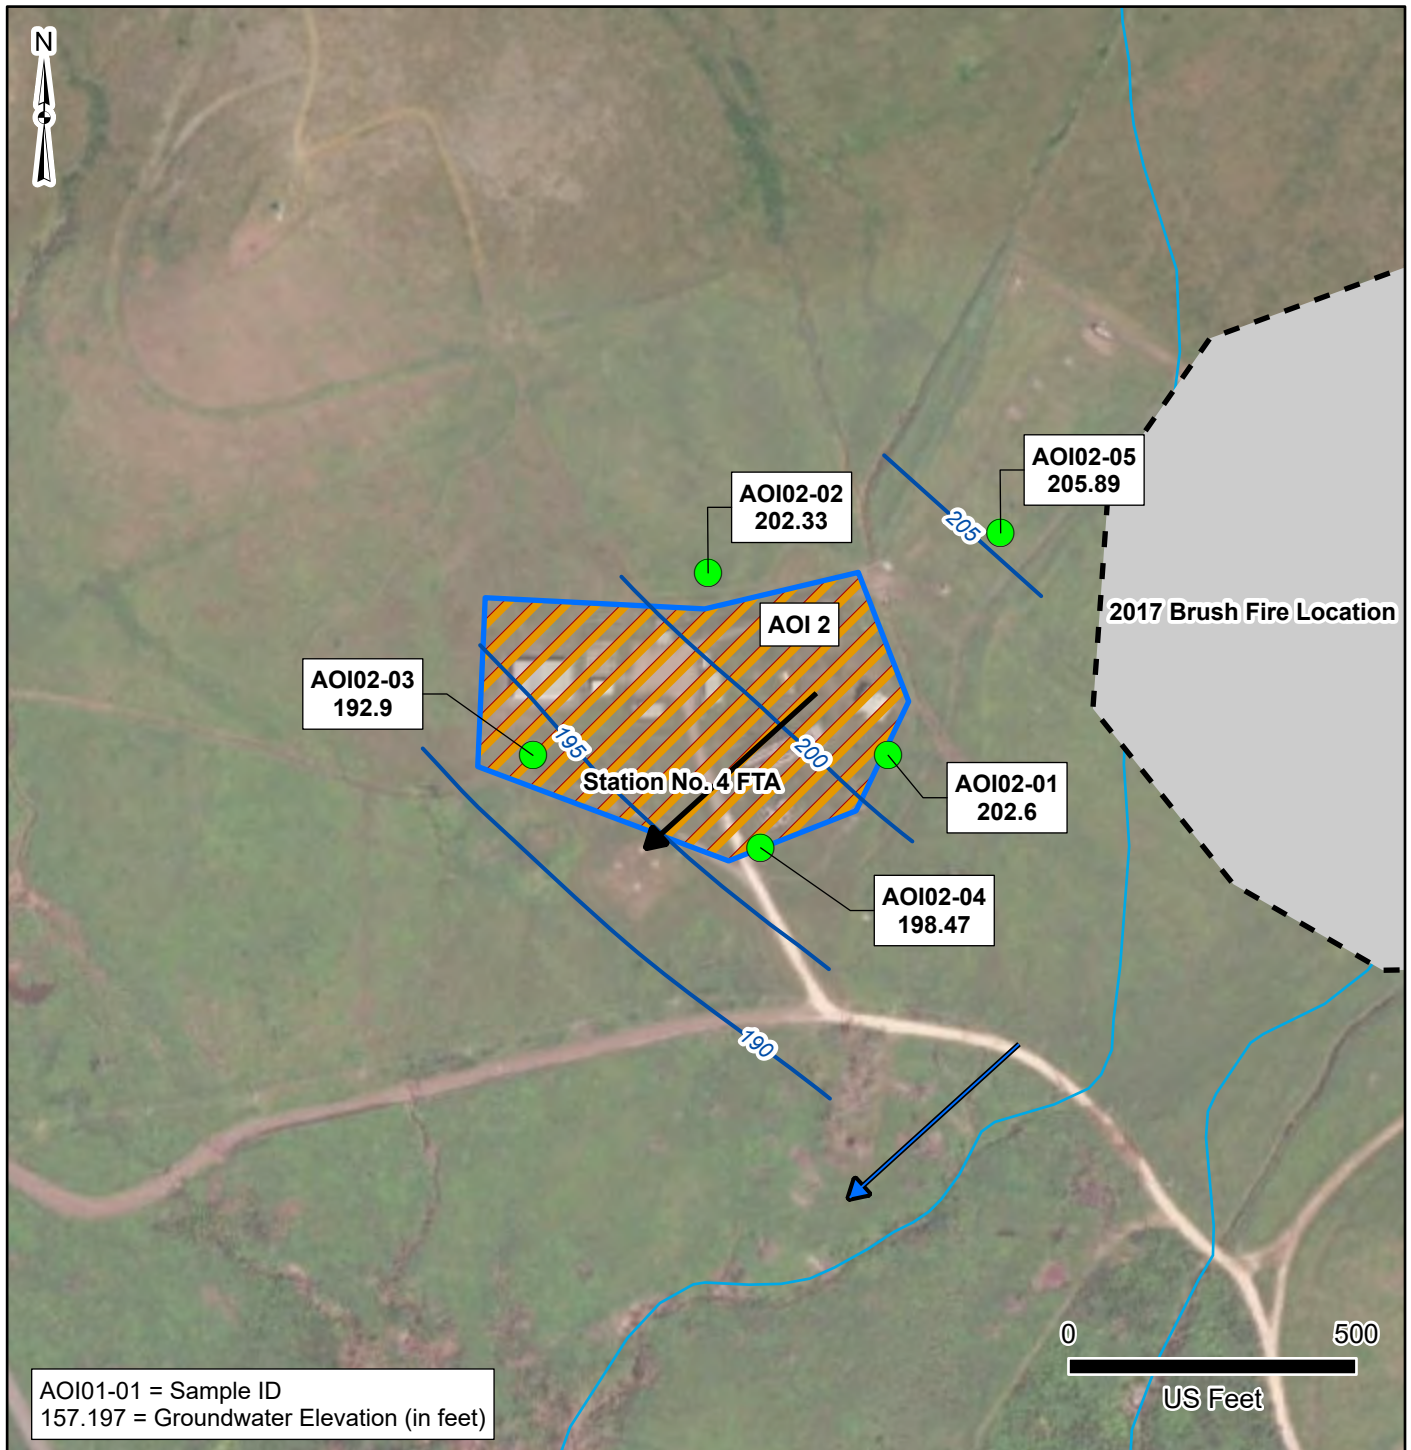 N
AOI02-05
205.89
AOI02-02
202.33
205
2017 Brush Fire Location
AOI 2
AOI02-03
192.9
195
200
Station No. 4 FTA
AOI02-01
202.6
AOI02-04
198.47
190
0 500
US Feet
AOI01-01 = Sample ID
157.197 = Groundwater Elevation (in feet)